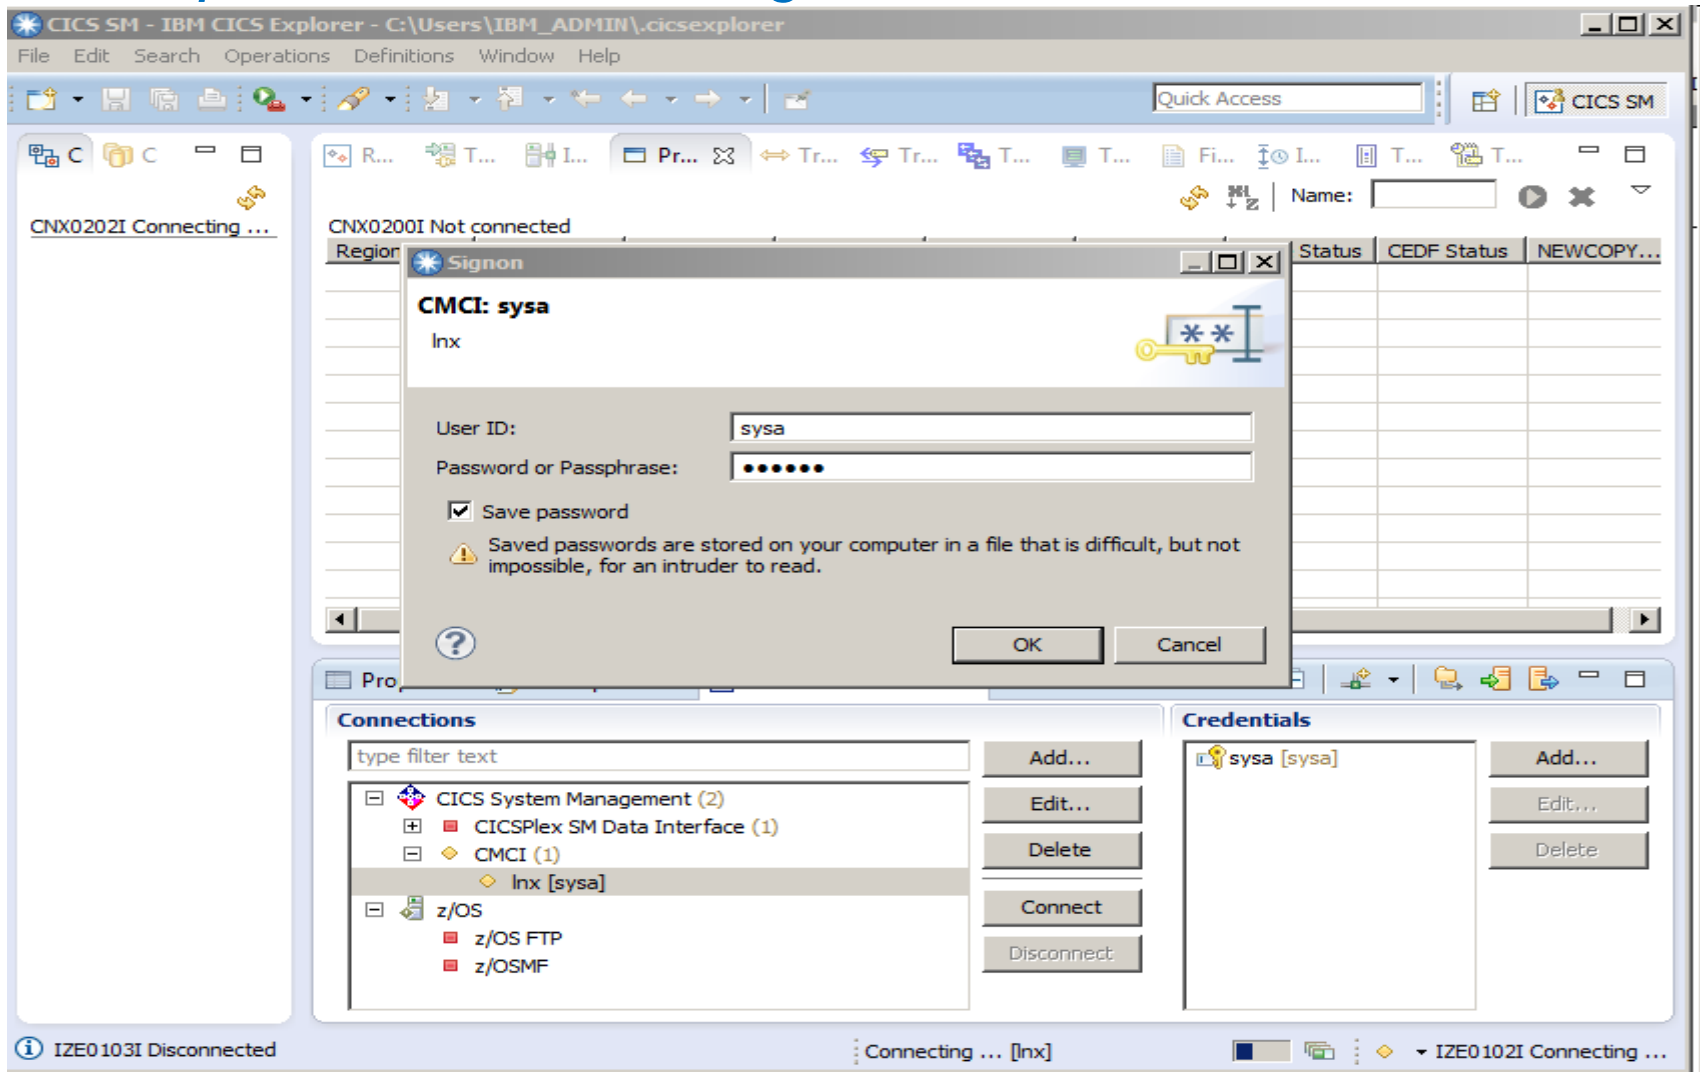 CICS SM - IBM CICS Explorer - C:\Users\IBM_ADMIN\.cicsexplorer
File Edit Search Operations Definitions Window Help
Quick Access
CICS SM
C C
R... T... I... Pr... Tr... Tr... T... T... Fi... I... T... T...
Name:
CNX0202I Connecting ...
CNX0200I Not connected
Region Status CEDF Status NEWCOPY...
Signon
CMCI: sysa
lnx
**
User ID: sysa
Password or Passphrase: ••••••
Save password
Saved passwords are stored on your computer in a file that is difficult, but not
impossible, for an intruder to read.
?
OK Cancel
Pro
Connections
Credentials
type filter text
Add...
sysa [sysa]
Add...
CICS System Management (2)
Edit...
Edit...
CICSPlex SM Data Interface (1)
CMCI (1)
Delete
Delete
lnx [sysa]
z/OS
Connect
z/OS FTP
Disconnect
z/OSMF
IZE0103I Disconnected
Connecting ... [lnx]
IZE0102I Connecting ...